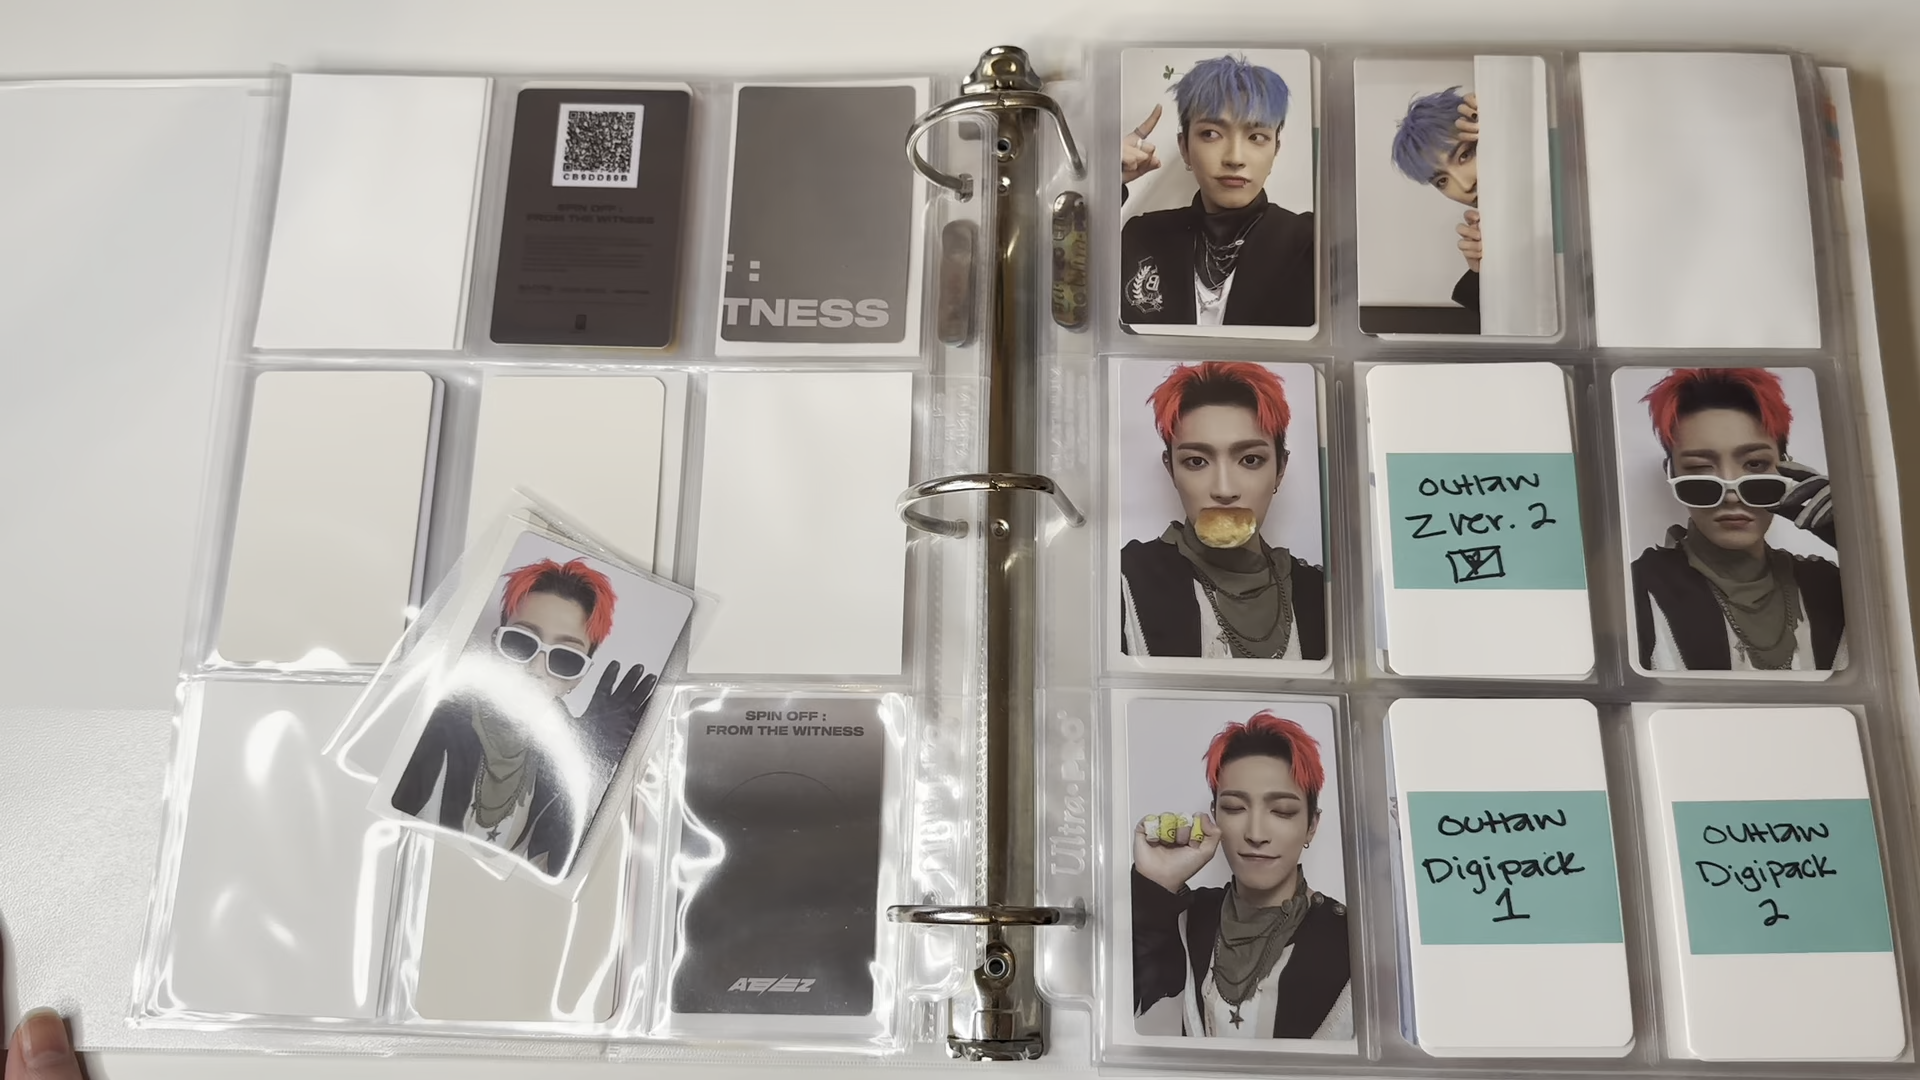 CB9DD89B
SPIN OFF :
FROM THE WITNESS
F :
TNESS
SPIN OFF :
FROM THE WITNESS
ATEEZ
Ultra·PRO
outlaw
Z ver. 2
outlaw
Digipack
1
outlaw
Digipack
2